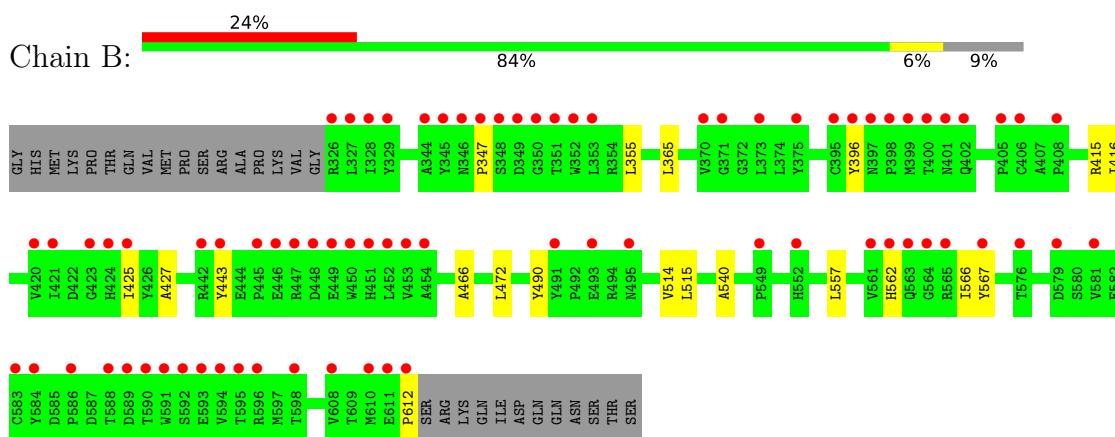 24%
Chain B:
84% 6% 9%
GLY HIS MET LYS PRO THR GLN VAL MET PRO SER ARG ALA PRO LYS VAL GLY R326 L327 I328 Y329 A344 Y345 N346 P347 S348 D349 G350 T351 W352 L353 R354 L355 L365 V370 G371 G372 L373 L374 Y375 C395 Y396 N397 P398 M399 T400 N401 Q402 P405 C406 A407 P408 R415 I416
V420 I421 D422 G423 H424 I425 Y426 A427 R442 Y443 E444 P445 E446 R447 D448 E449 W450 H451 L452 V453 A454 A466 L472 Y490 Y491 P492 E493 R494 N495 V514 L515 A540 P549 H552 L557 V561 H562 Q563 G564 R565 I566 Y567 T576 D579 S580 V581 E582
C583 Y584 D585 P586 D587 T588 D589 T590 W591 S592 E593 V594 T595 R596 M597 T598 V608 T609 M610 E611 P612 SER ARG LYS GLN ILE ASP GLN GLN ASN SER THR SER